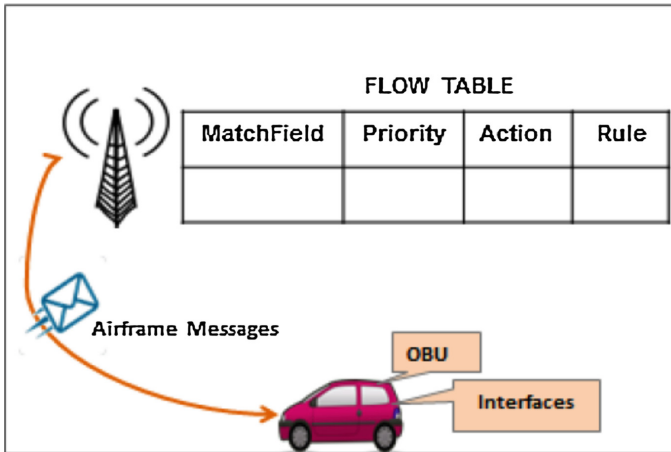 FLOW TABLE
MatchField Priority Action Rule
Airframe Messages
OBU
Interfaces